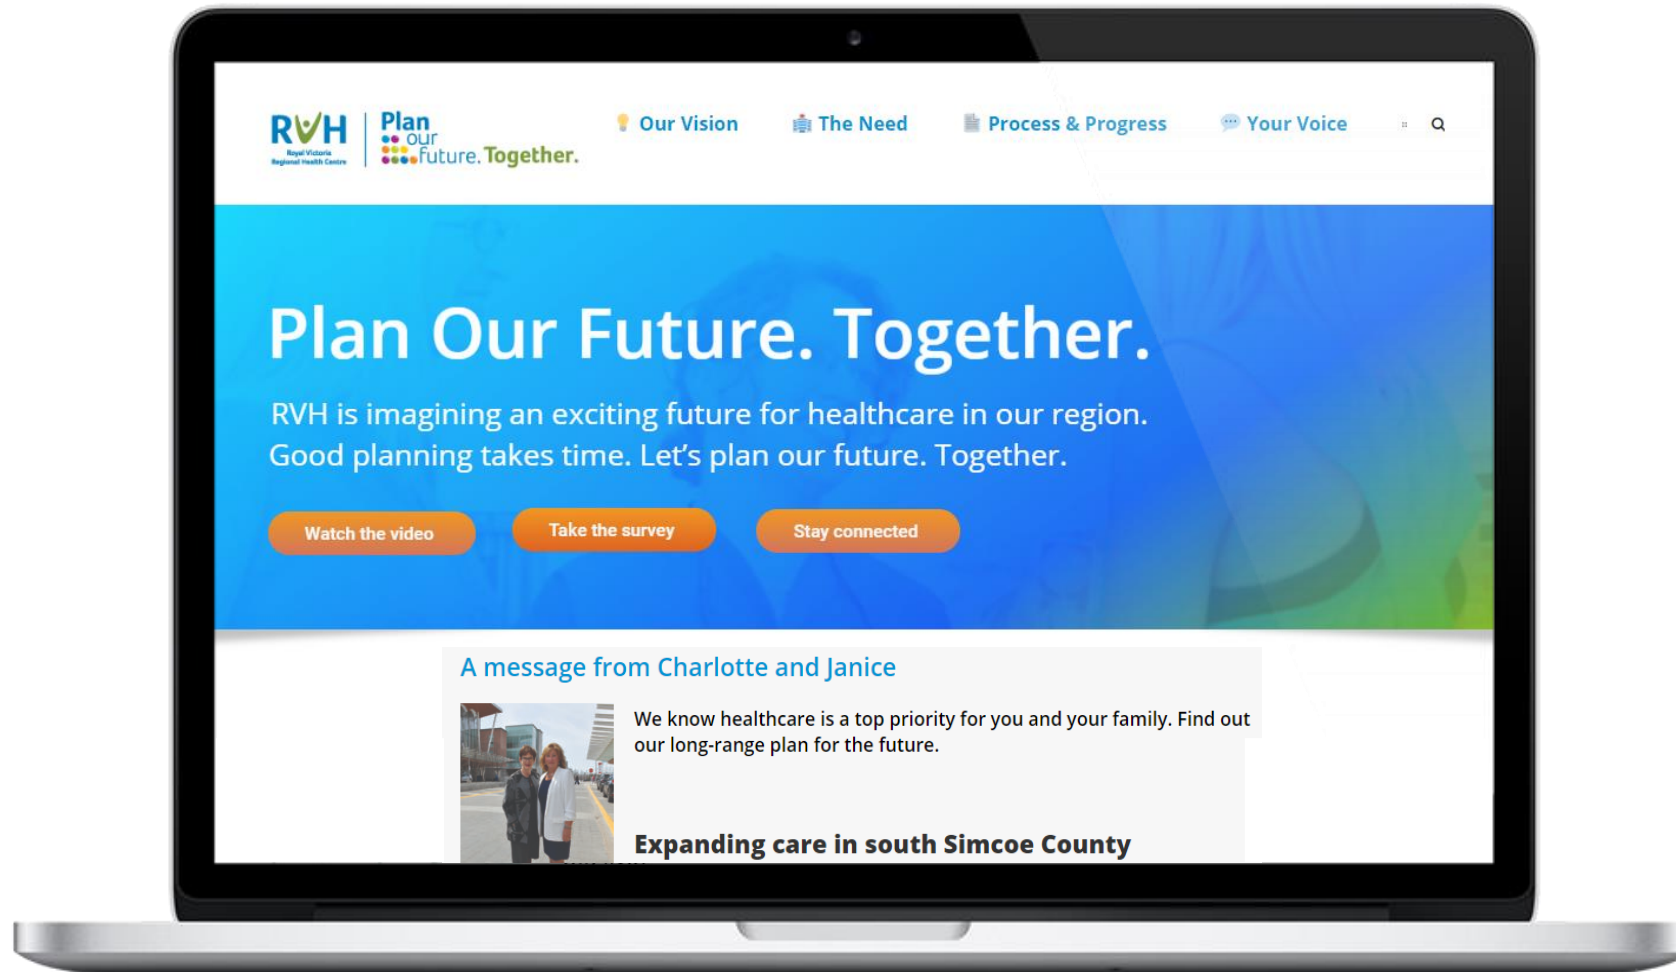 RVH
Royal Victoria
Regional Health Centre
Plan
our
future. Together.
Our Vision
The Need
Process & Progress
Your Voice
Plan Our Future. Together.
RVH is imagining an exciting future for healthcare in our region.
Good planning takes time. Let's plan our future. Together.
Watch the video
Take the survey
Stay connected
A message from Charlotte and Janice
We know healthcare is a top priority for you and your family. Find out
our long-range plan for the future.
Expanding care in south Simcoe County